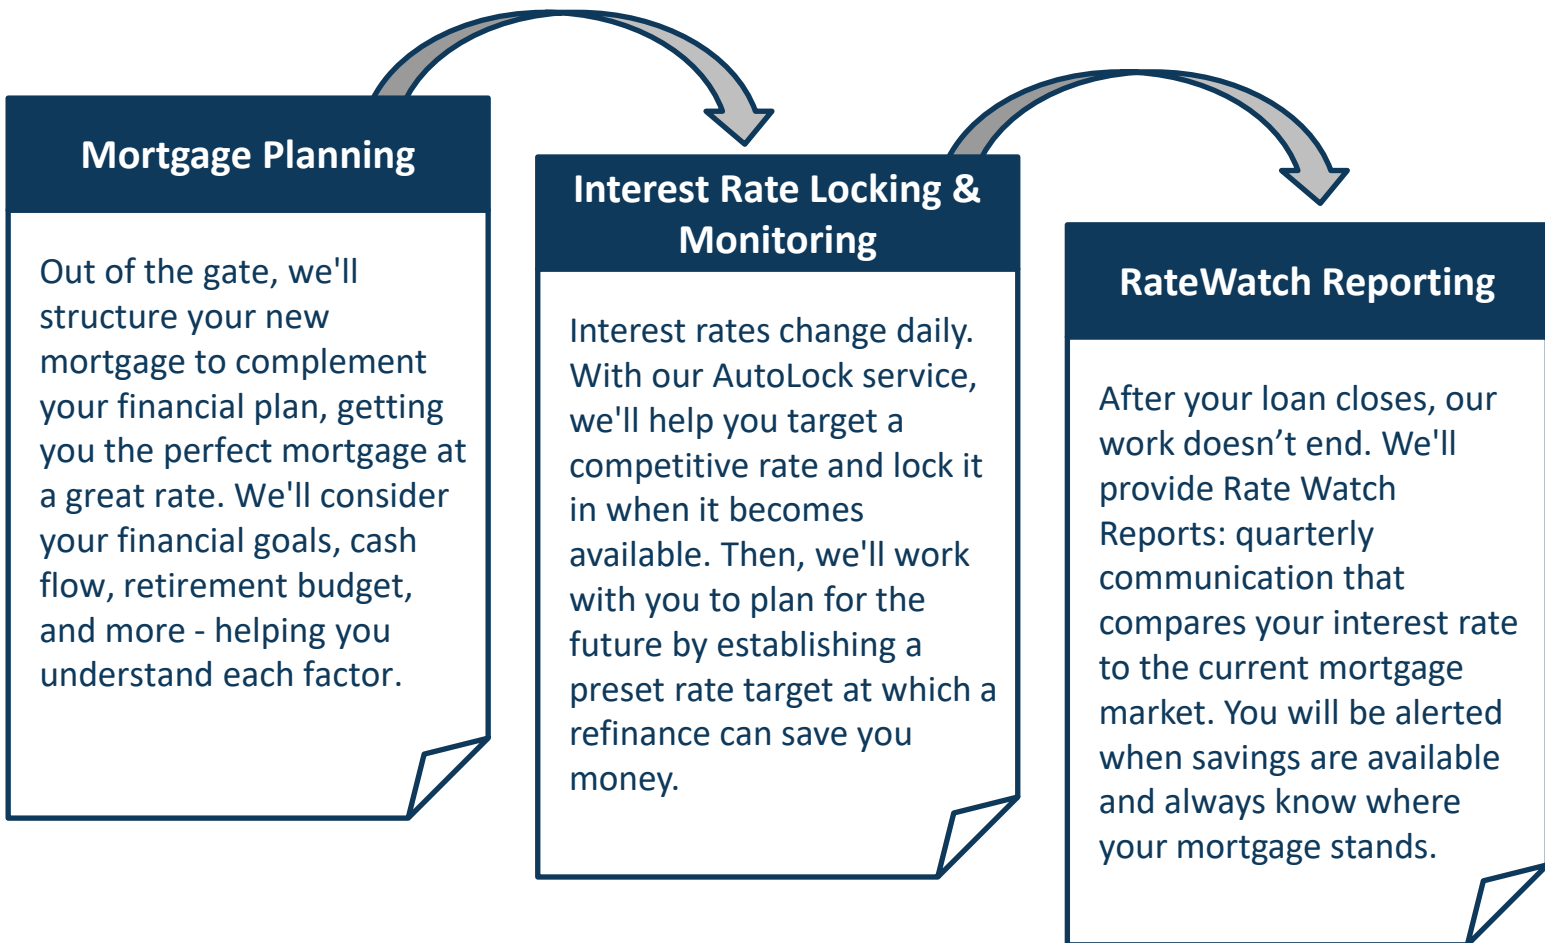 Mortgage Planning
Out of the gate, we'll
structure your new
mortgage to complement
your financial plan, getting
you the perfect mortgage at
a great rate. We'll consider
your financial goals, cash
flow, retirement budget,
and more - helping you
understand each factor.
Interest Rate Locking &
Monitoring
Interest rates change daily.
With our AutoLock service,
we'll help you target a
competitive rate and lock it
in when it becomes
available. Then, we'll work
with you to plan for the
future by establishing a
preset rate target at which a
refinance can save you
money.
RateWatch Reporting
After your loan closes, our
work doesn’t end. We'll
provide Rate Watch
Reports: quarterly
communication that
compares your interest rate
to the current mortgage
market. You will be alerted
when savings are available
and always know where
your mortgage stands.